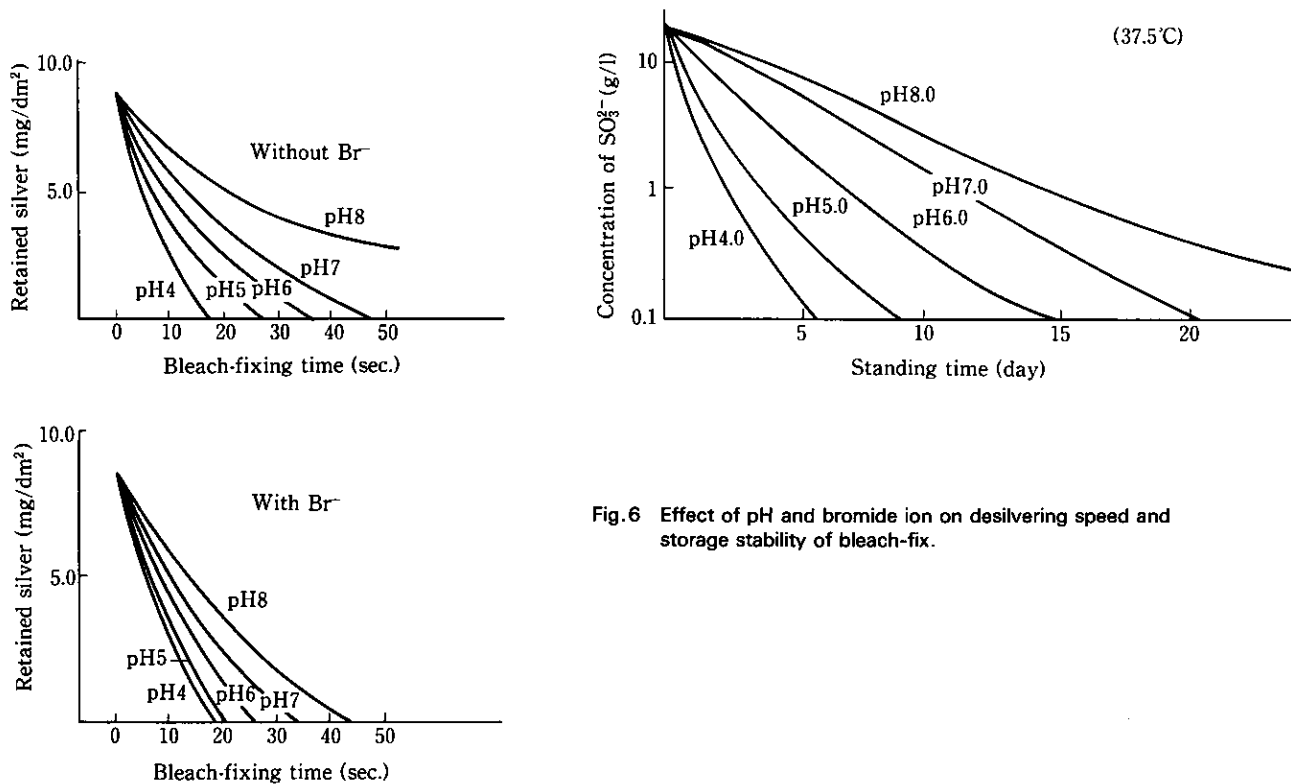 Retained silver (mg/dm²)
10.0
5.0
Without Br⁻
pH8
pH7
pH4 pH5 pH6
0 10 20 30 40 50
Bleach-fixing time (sec.)
Concentration of SO₃²⁻ (g/l)
(37.5℃)
10
1
0.1
pH8.0
pH7.0
pH6.0
pH5.0
pH4.0
5 10 15 20
Standing time (day)
Retained silver (mg/dm²)
10.0
5.0
With Br⁻
pH8
pH5
pH4 pH6 pH7
0 10 20 30 40 50
Bleach-fixing time (sec.)
Fig.6 Effect of pH and bromide ion on desilvering speed and
storage stability of bleach-fix.